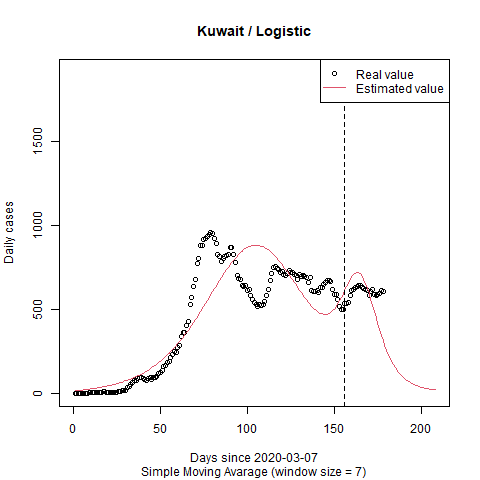 Kuwait / Logistic
Real value
Estimated value
Daily cases
0
500
1000
1500
0
50
100
150
200
Days since 2020-03-07
Simple Moving Avarage (window size = 7)